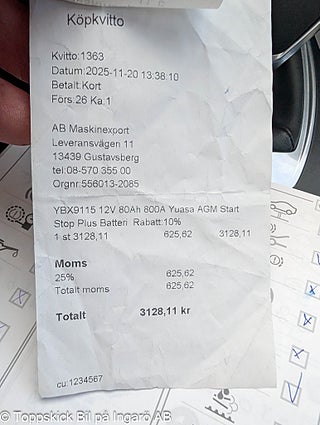 Köpkvitto
Kvitto:1363
Datum:2025-11-20 13:38:10
Betalt:Kort
Förs.26 Ka.1
AB Maskinexport
Leveransvägen 11
13439 Gustavsberg
tel:08-570 355 00
Orgnr:556013-2085
YBX9115 12V 80Ah 800A Yuasa AGM Start
Stop Plus Batteri Rabatt:10%
1 st 3128,11 625,62 3128,11
Moms
25% 625,62
Totalt moms 625,62
Totalt 3128,11 kr
cu:1234567
© Toppskick Bil på Ingarö AB